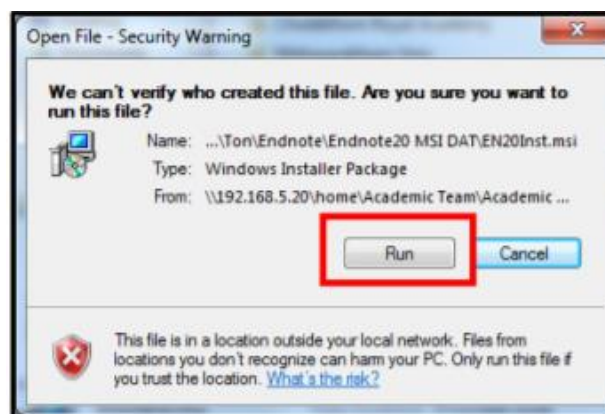 Open File - Security Warning
We can't verify who created this file. Are you sure you want to
run this file?
Name: ...\Ton\Endnote\Endnote20 MSI DAT\EN20Inst.msi
Type: Windows Installer Package
From: \\192.168.5.20\home\Academic Team\Academic ...
Run Cancel
This file is in a location outside your local network. Files from
locations you don't recognize can harm your PC. Only run this file if
you trust the location. What's the risk?